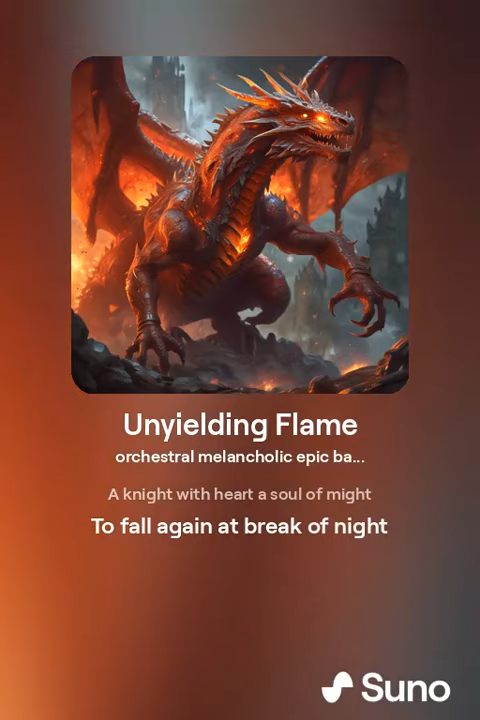 Unyielding Flame
orchestral melancholic epic ba...
A knight with heart a soul of might
To fall again at break of night
Suno